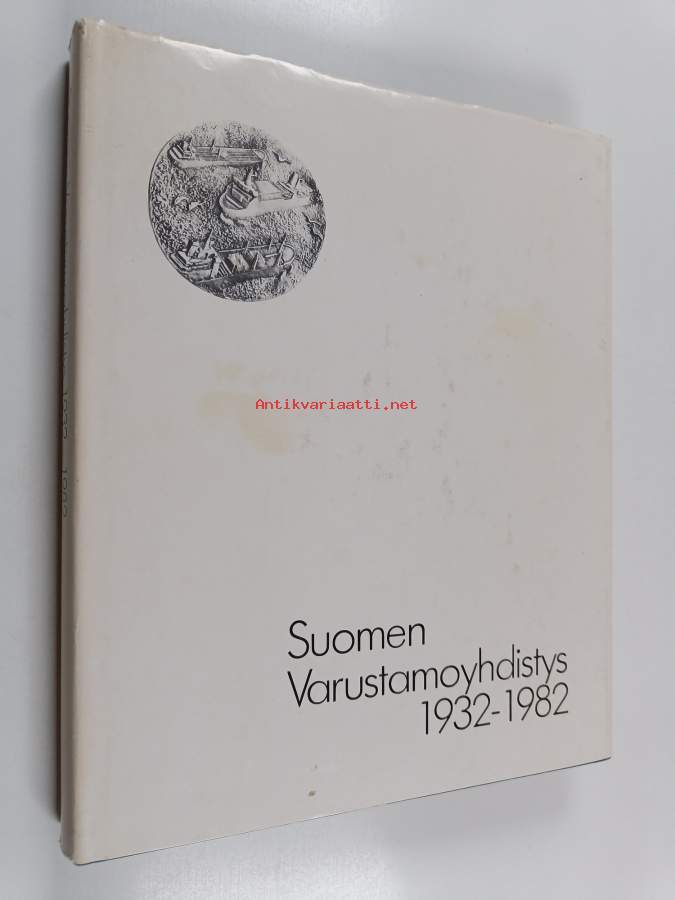 Antikvariaatti.net
Suomen
Varustamoyhdistys
1932-1982